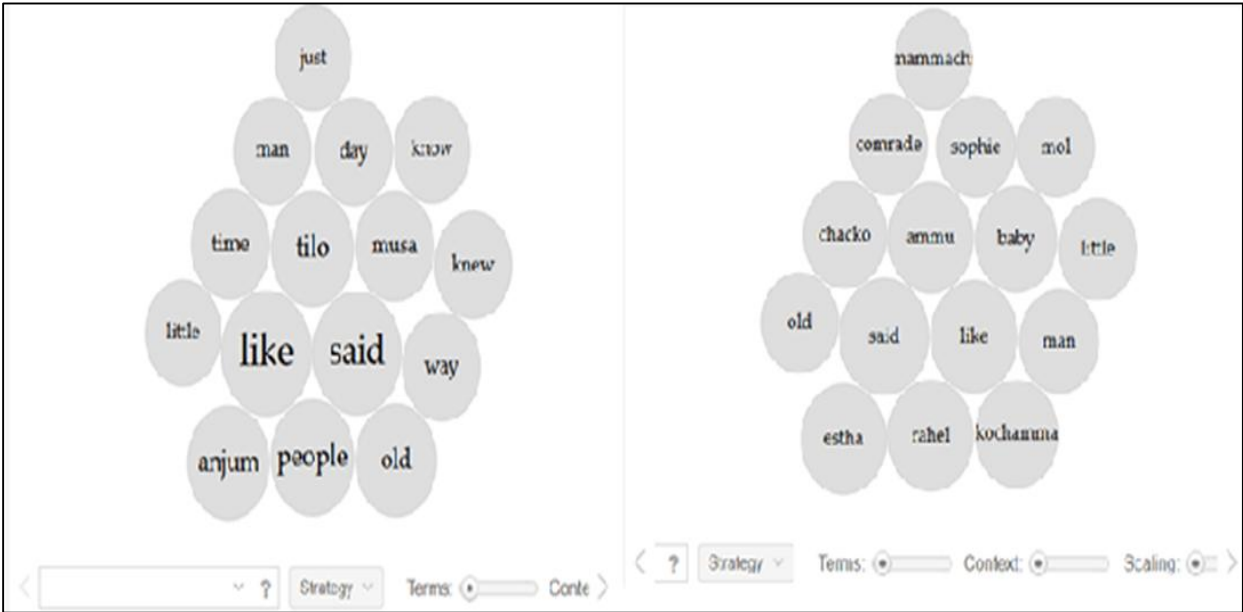 just
man day know
time tilo musa knew
little like said way
anjum people old
? Strategy Terms: Conte
mammach
comrade sophie mol
chacko ammu baby little
old said like man
estha rahel kochamma
? Strategy Terms: Context: Scaling: